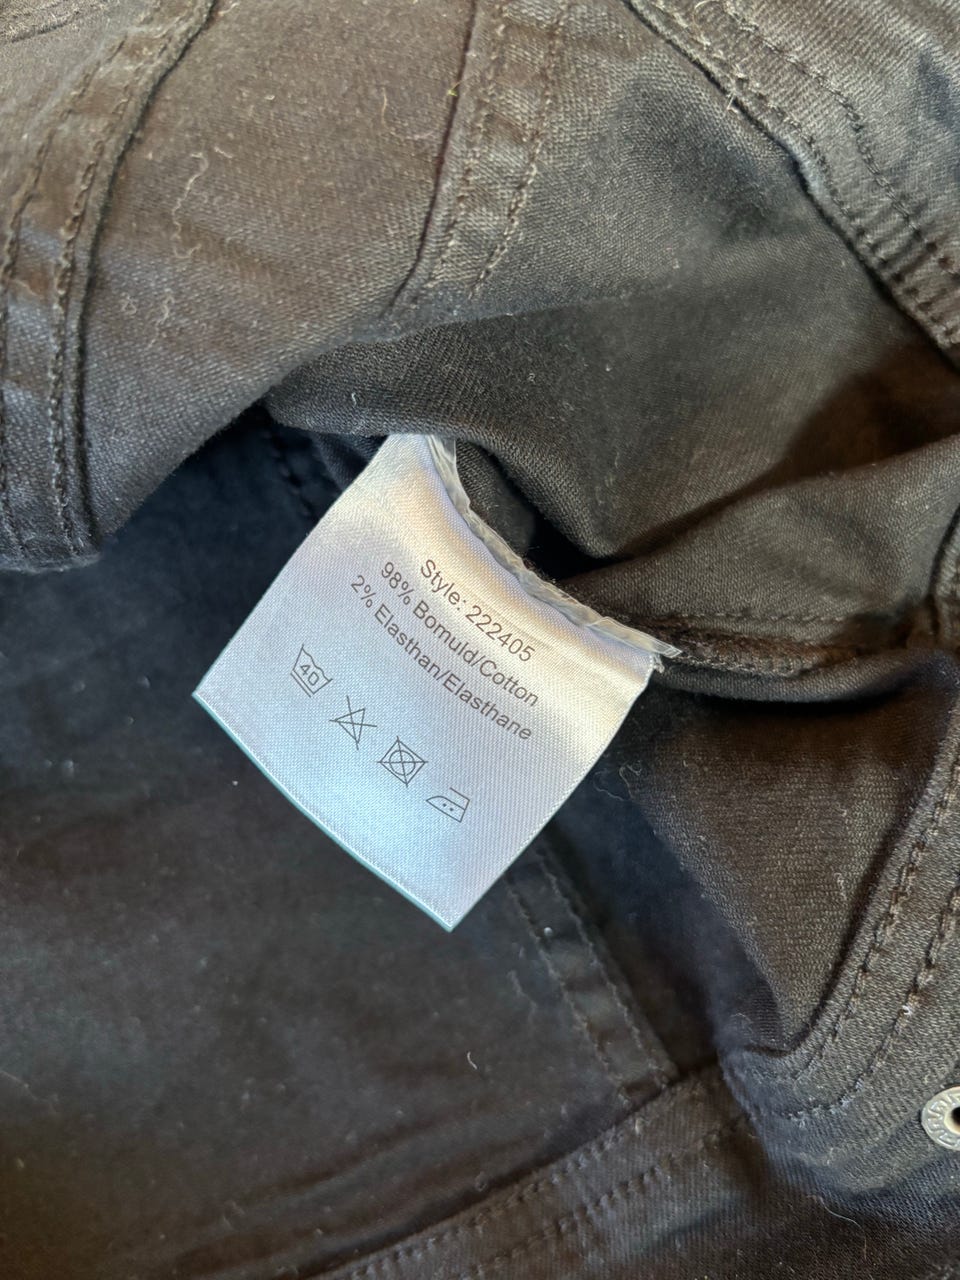 Style: 222405
98% Bomuld/Cotton
2% Elasthan/Elasthane
40